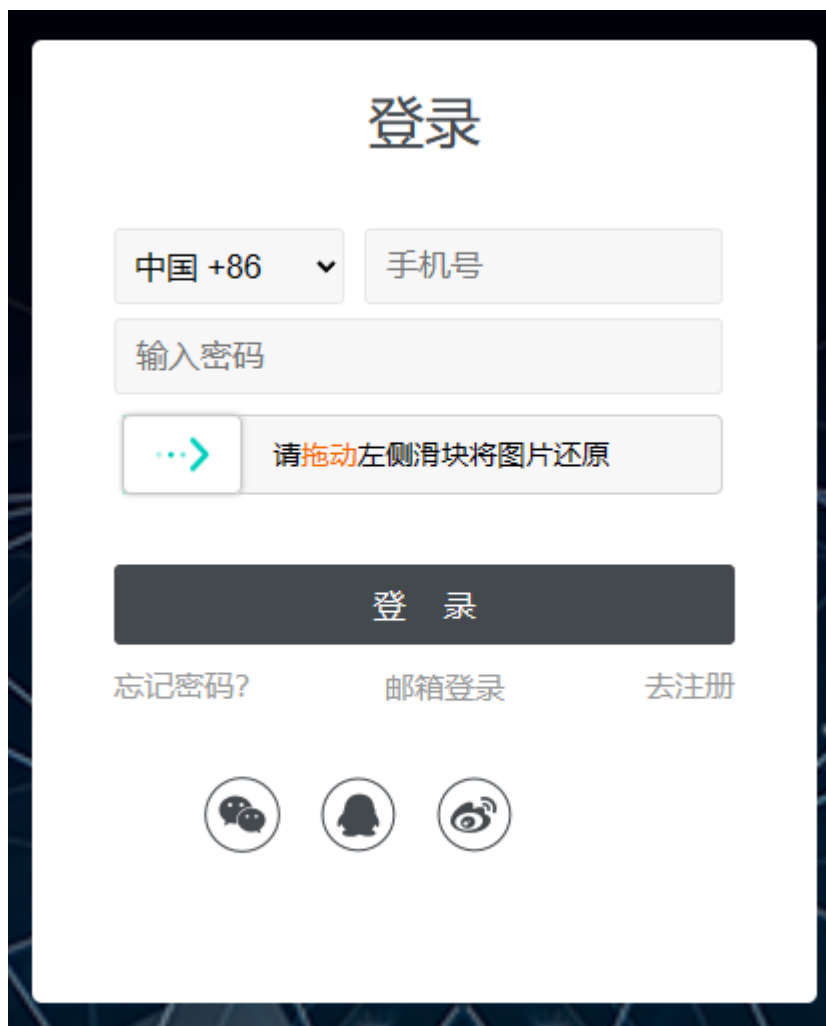 登录
中国 +86 手机号
输入密码
请拖动左侧滑块将图片还原
登 录
忘记密码? 邮箱登录 去注册